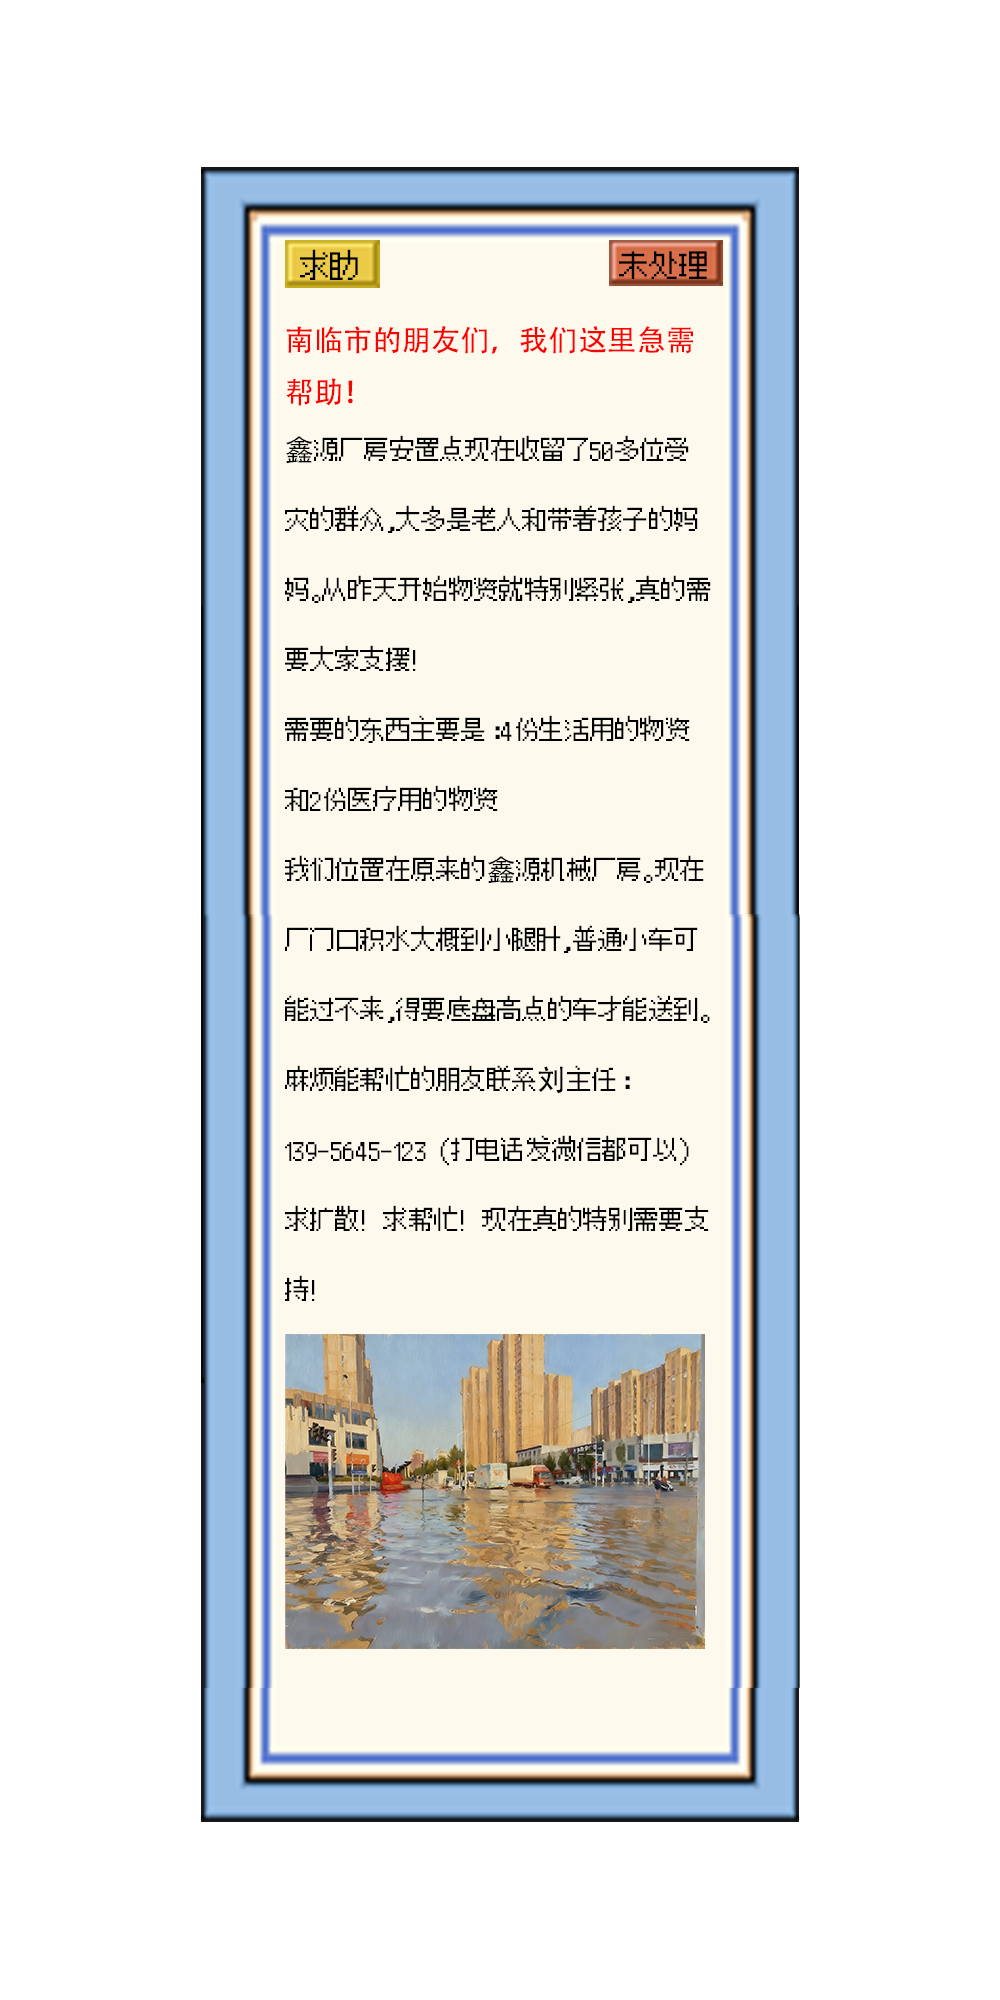 求助
未处理
南临市的朋友们，我们这里急需
帮助！
鑫源厂房安置点现在收留了50多位受
灾的群众,大多是老人和带着孩子的妈
妈。从昨天开始物资就特别紧张,真的需
要大家支援!
需要的东西主要是:4份生活用的物资
和2份医疗用的物资
我们位置在原来的鑫源机械厂房。现在
厂门口积水大概到小腿肚,普通小车可
能过不来,得要底盘高点的车才能送到。
麻烦能帮忙的朋友联系刘主任:
139-5645-123 (打电话发微信都可以)
求扩散! 求帮忙! 现在真的特别需要支
持!